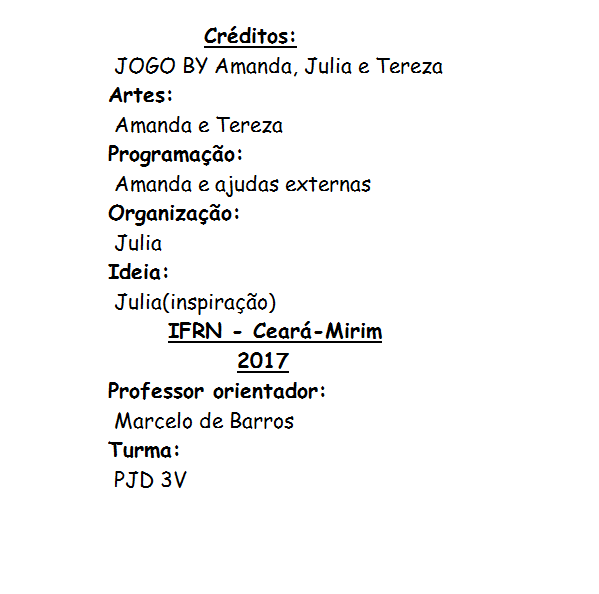 Créditos:
JOGO BY Amanda, Julia e Tereza
Artes:
Amanda e Tereza
Programação:
Amanda e ajudas externas
Organização:
Julia
Ideia:
Julia(inspiração)
IFRN - Ceará-Mirim
2017
Professor orientador:
Marcelo de Barros
Turma:
PJD 3V